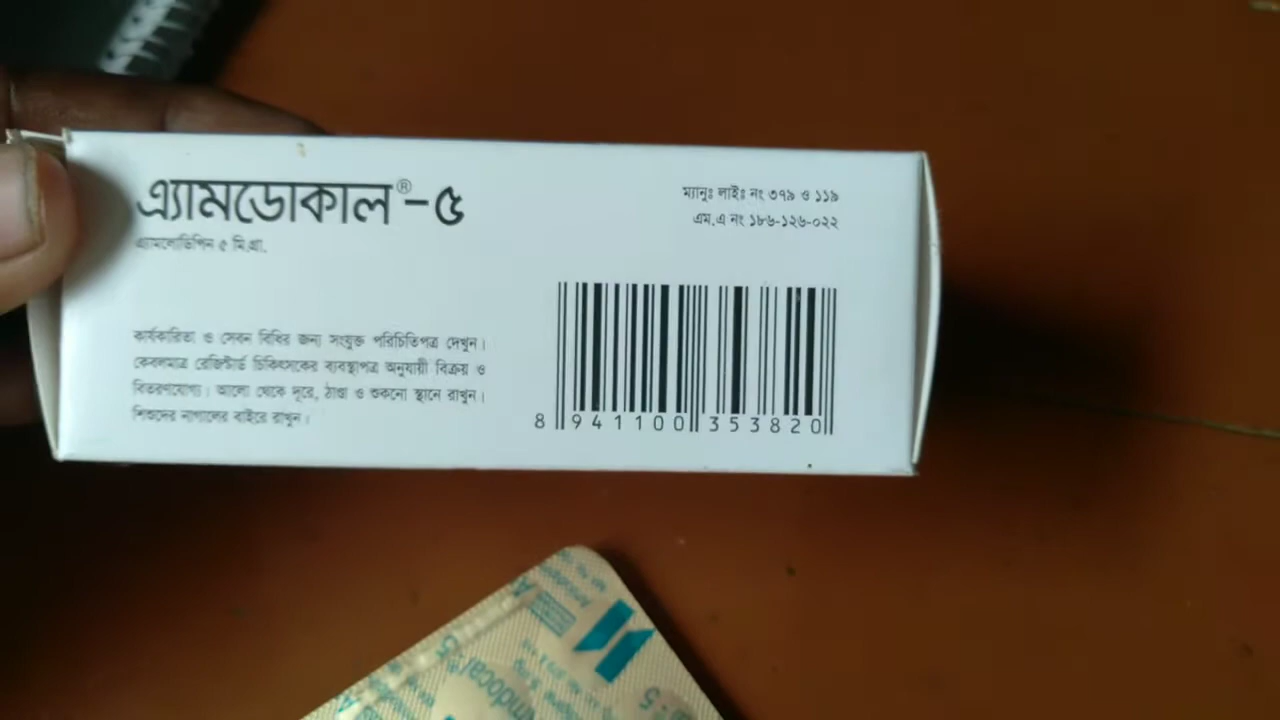 এ্যামডোকাল®-৫
এ্যামলোডিপিন ৫ মি.গ্রা.
ম্যানুঃ লাইঃ নং ৩৭৯ ও ১১৯
এম.এ নং ১৮৬-১২৬-০২২
কার্যকারিতা ও সেবন বিধির জন্য সংযুক্ত পরিচিতিপত্র দেখুন।
কেবলমাত্র রেজিস্টার্ড চিকিৎসকের ব্যবস্থাপত্র অনুযায়ী বিক্রয় ও
বিতরণযোগ্য। আলো থেকে দূরে, ঠাণ্ডা ও শুকনো স্থানে রাখুন।
শিশুদের নাগালের বাইরে রাখুন।
8 941100 353820